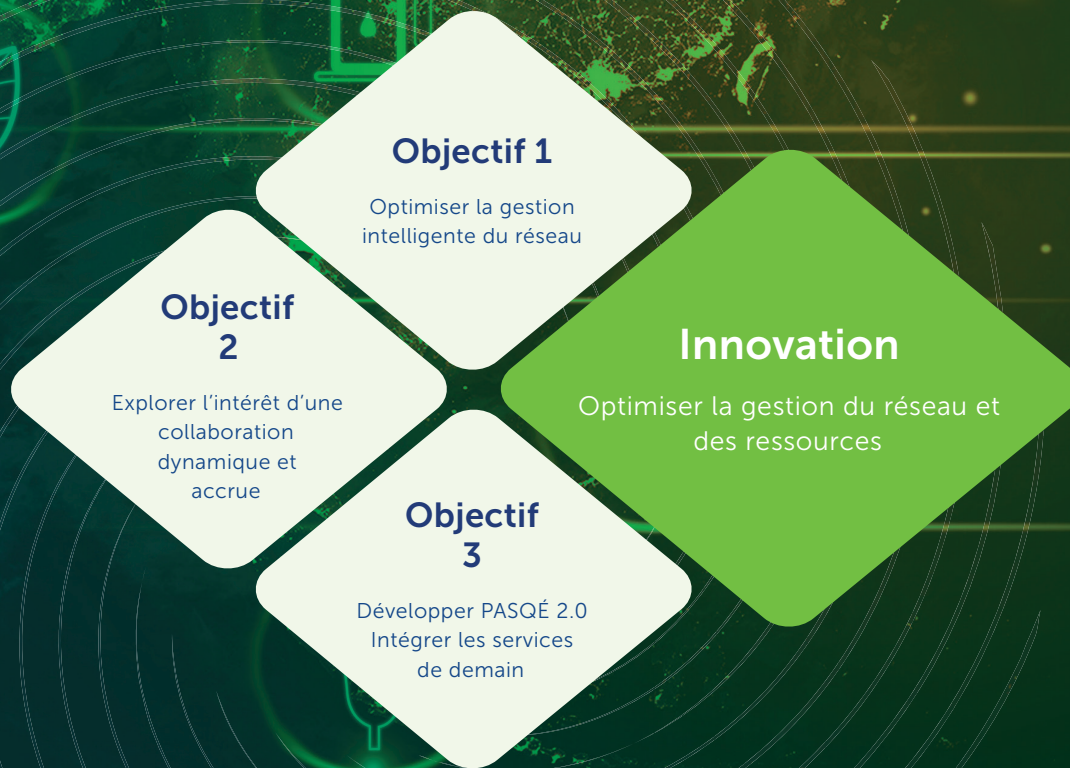 Objectif 1
Optimiser la gestion
intelligente du réseau
Objectif
2
Explorer l’intérêt d’une
collaboration
dynamique et
accrue
Objectif
3
Développer PASQÉ 2.0
Intégrer les services
de demain
Innovation
Optimiser la gestion du réseau et
des ressources